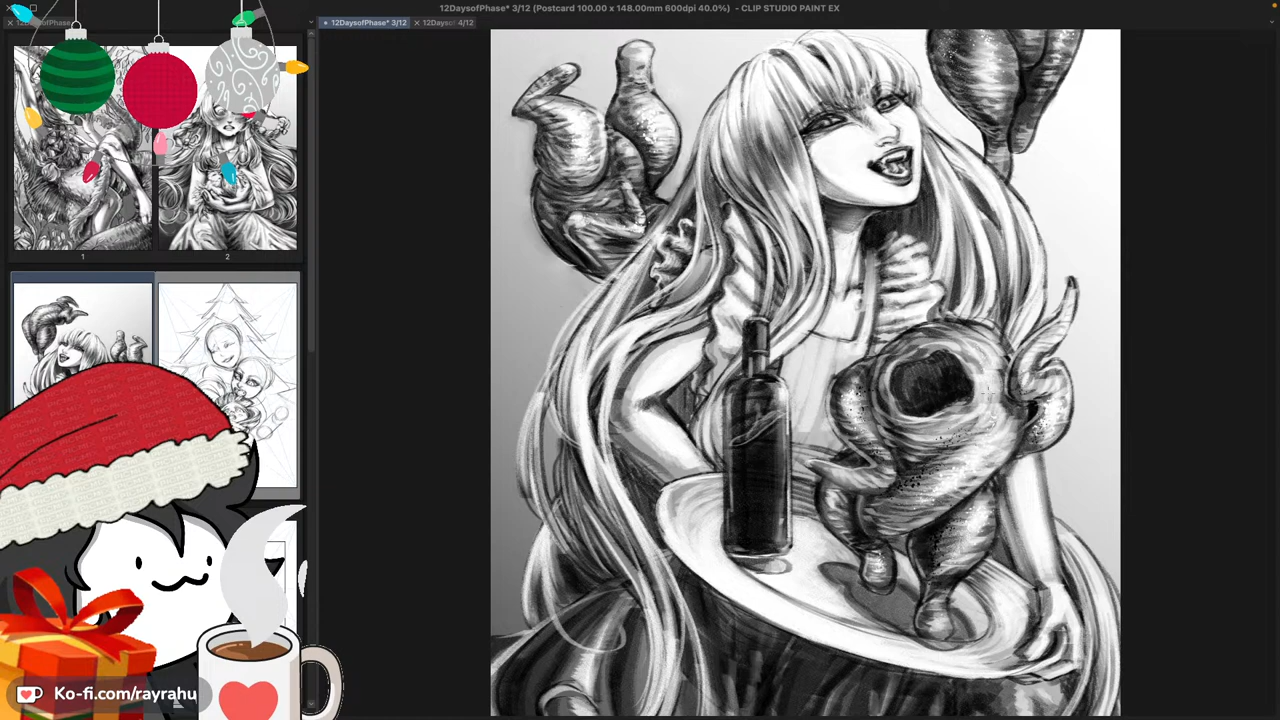 12DaysofPhase* 3/12 (Postcard 100.00 x 148.00mm 600dpi 40.0%) - CLIP STUDIO PAINT EX
12DaysofPhase
12DaysofPhase* 3/12
12Daysof 4/12
1
2
Ko-fi.com/rayrahu